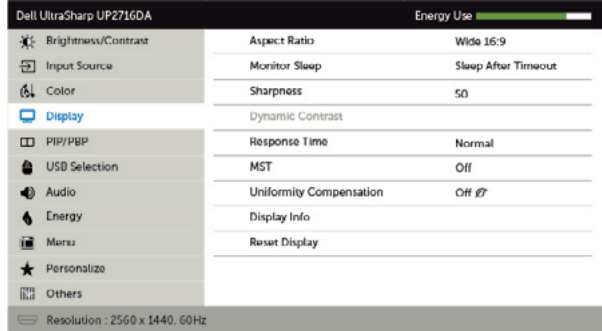 Dell UltraSharp UP2716DA Energy Use
Brightness/Contrast Aspect Ratio Wide 16:9
Input Source Monitor Sleep Sleep After Timeout
Color Sharpness 50
Display Dynamic Contrast
PIP/PBP Response Time Normal
USB Selection MST Off
Audio Uniformity Compensation Off
Energy Display Info
Menu Reset Display
Personalize
Others
Resolution : 2560 x 1440, 60Hz